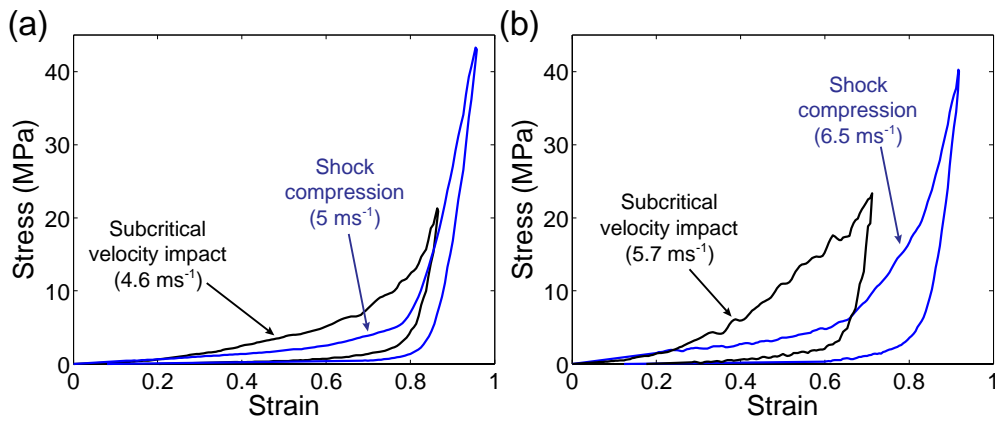 (a)
Stress (MPa)
40
30
20
10
0
0
0.2
0.4
0.6
0.8
1
Strain
Subcritical
velocity impact
(4.6 ms⁻¹)
Shock
compression
(5 ms⁻¹)
(b)
Stress (MPa)
40
30
20
10
0
0
0.2
0.4
0.6
0.8
1
Strain
Subcritical
velocity impact
(5.7 ms⁻¹)
Shock
compression
(6.5 ms⁻¹)